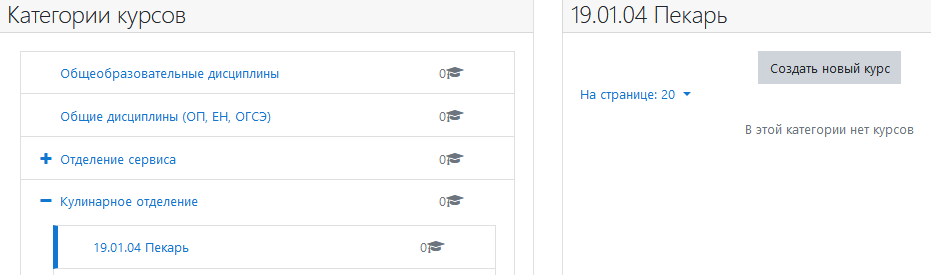 Категории курсов
Общеобразовательные дисциплины 0
Общие дисциплины (ОП, ЕН, ОГСЭ) 0
Отделение сервиса 0
Кулинарное отделение 0
19.01.04 Пекарь 0
19.01.04 Пекарь
Создать новый курс
На странице: 20
В этой категории нет курсов